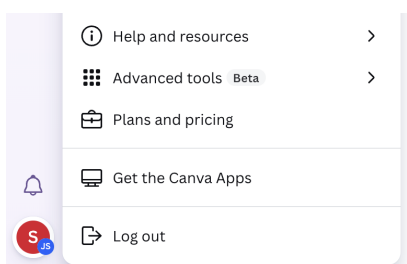 Help and resources
Advanced tools Beta
Plans and pricing
Get the Canva Apps
Log out
S
JS